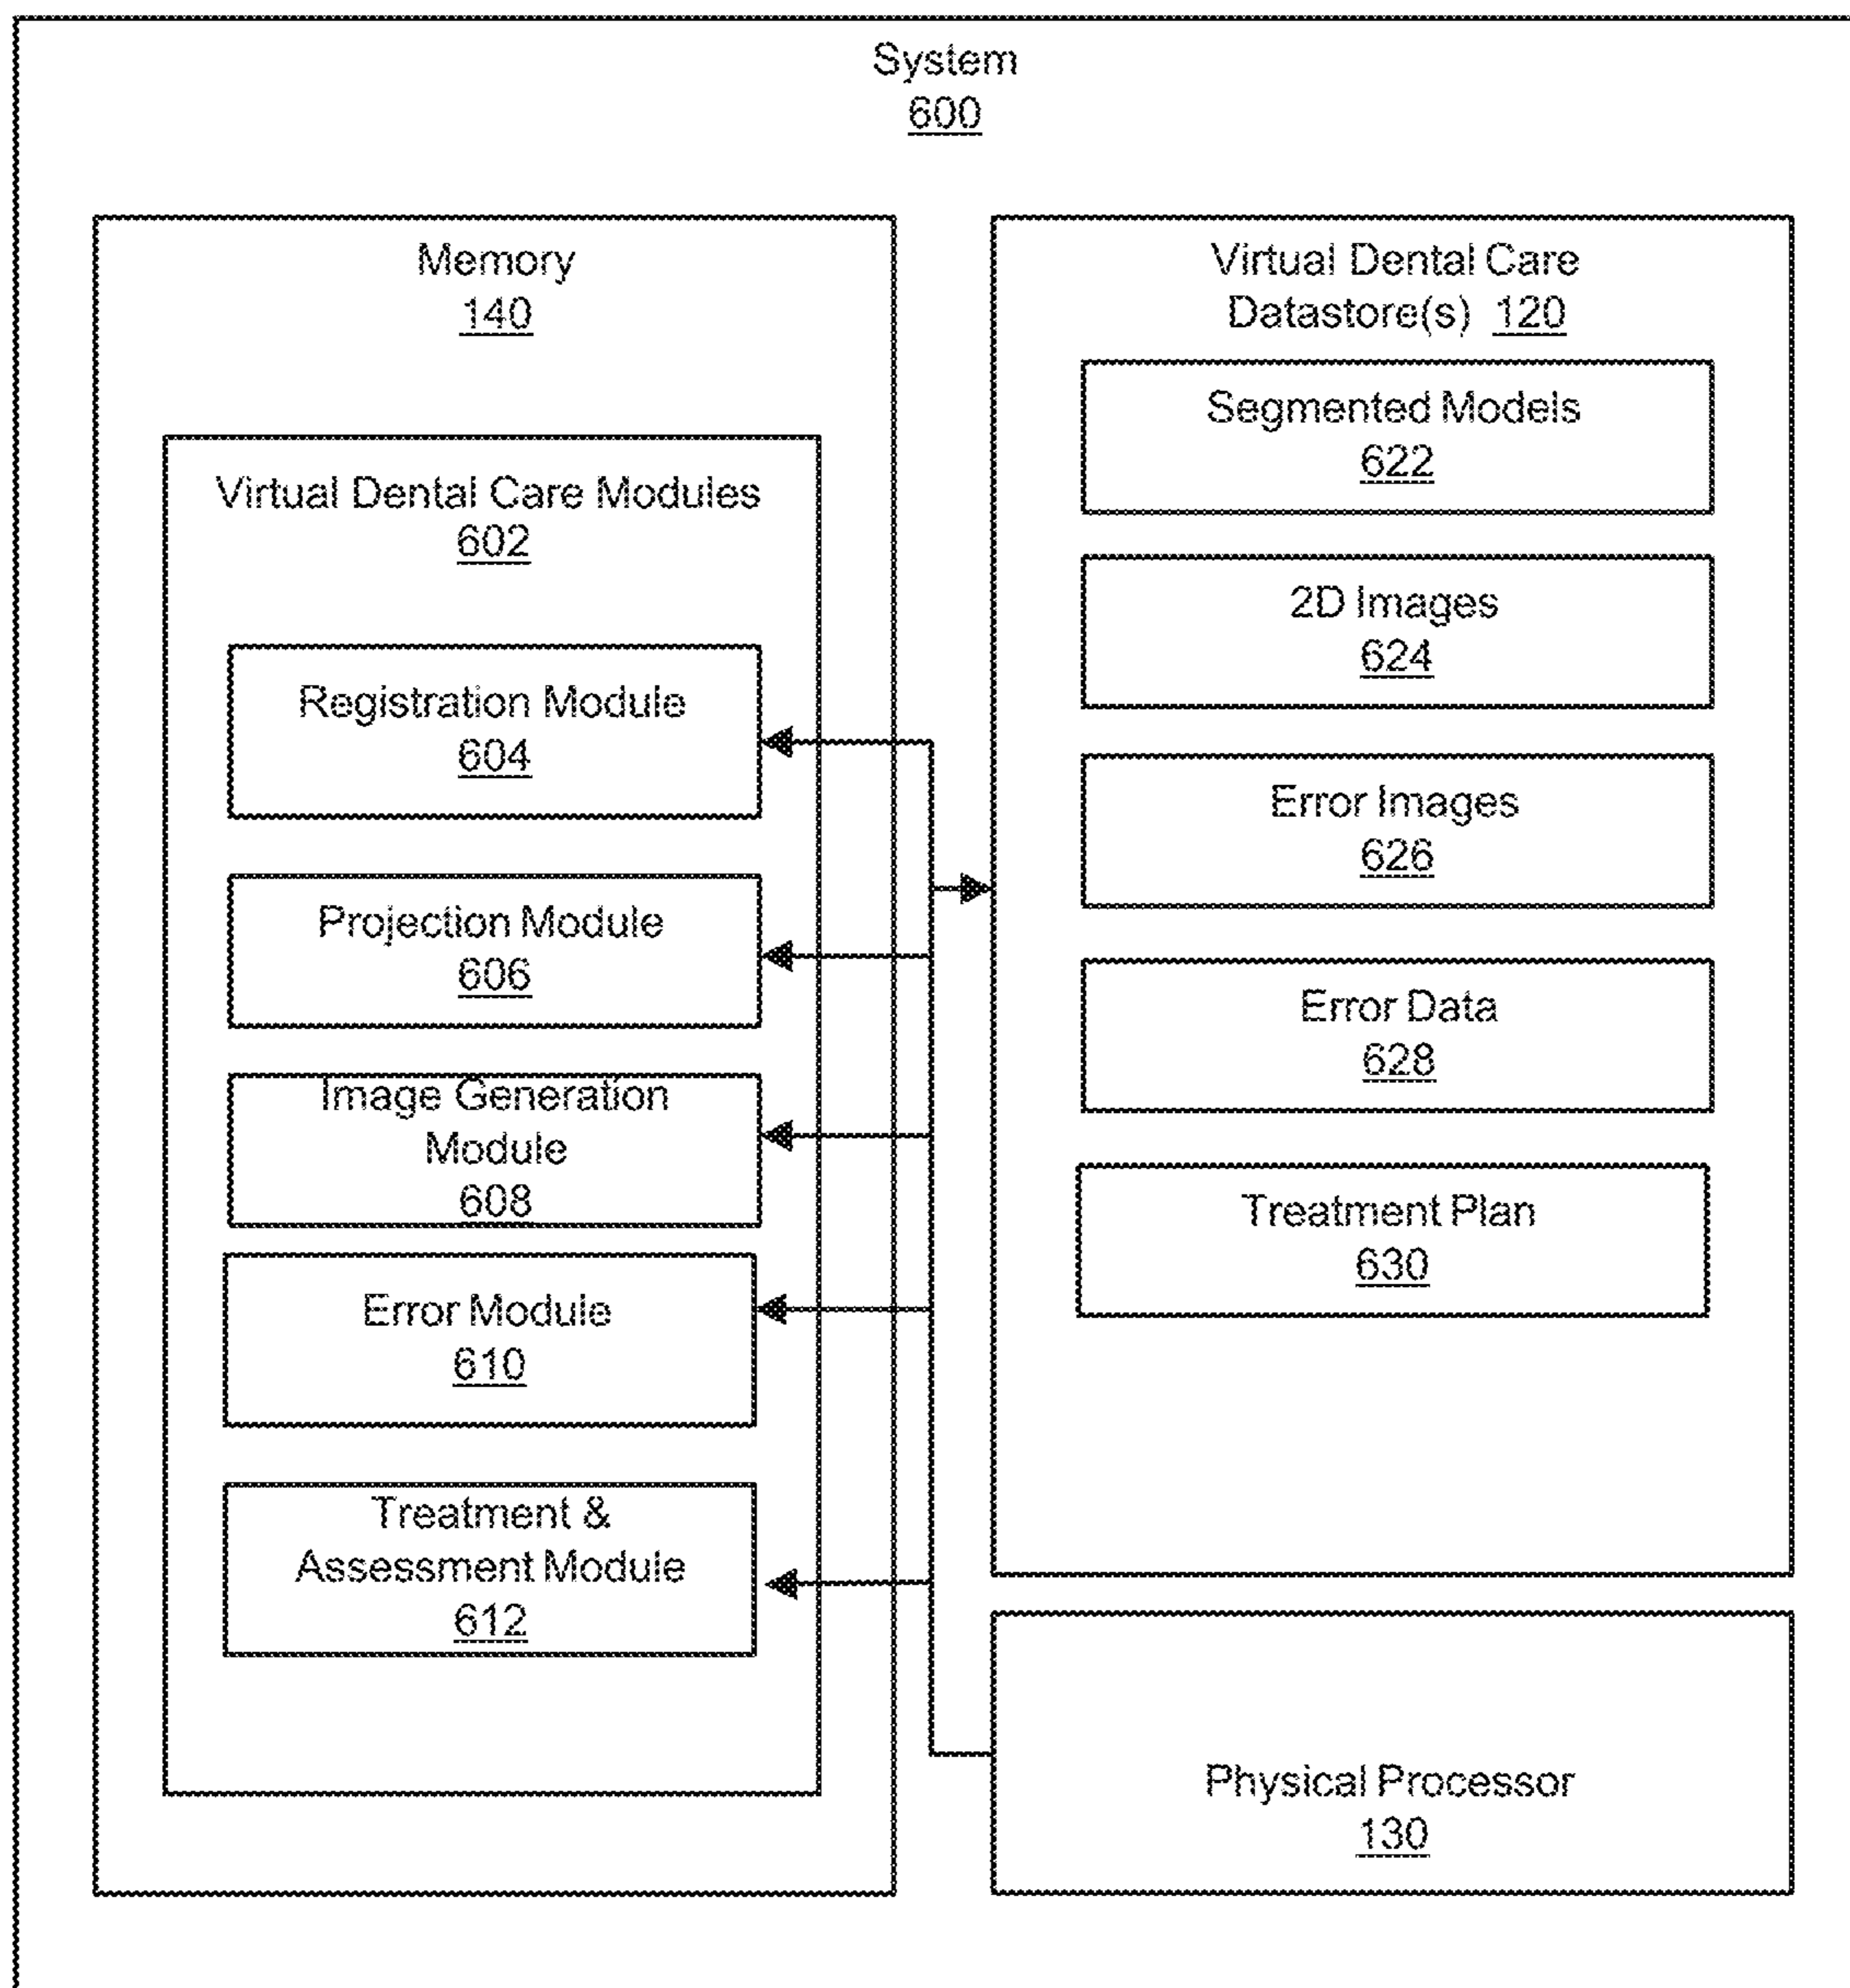 System
600
Memory
140
Virtual Dental Care Modules
602
Registration Module
604
Projection Module
606
Image Generation
Module
608
Error Module
610
Treatment &
Assessment Module
612
Virtual Dental Care
Datastore(s) 120
Segmented Models
622
2D Images
624
Error Images
626
Error Data
628
Treatment Plan
630
Physical Processor
130